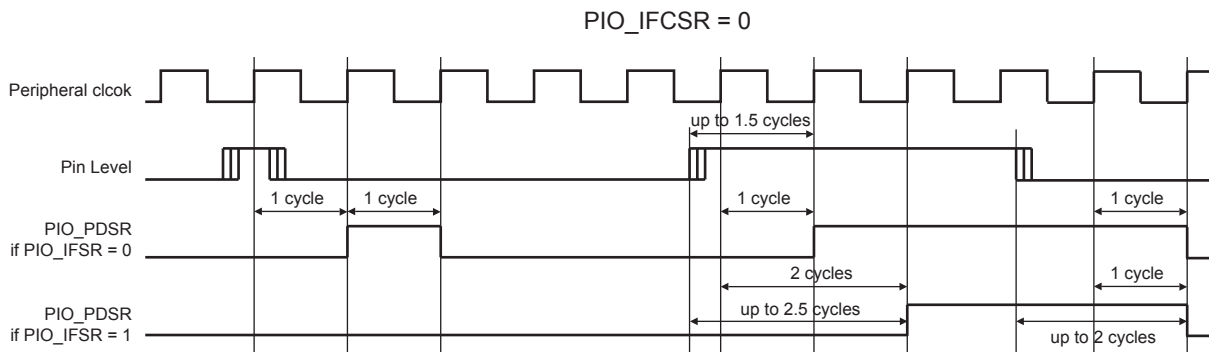 PIO_IFCSR = 0
Peripheral clcok
up to 1.5 cycles
Pin Level
1 cycle
1 cycle
1 cycle
1 cycle
PIO_PDSR
if PIO_IFSR = 0
2 cycles
1 cycle
PIO_PDSR
if PIO_IFSR = 1
up to 2.5 cycles
up to 2 cycles